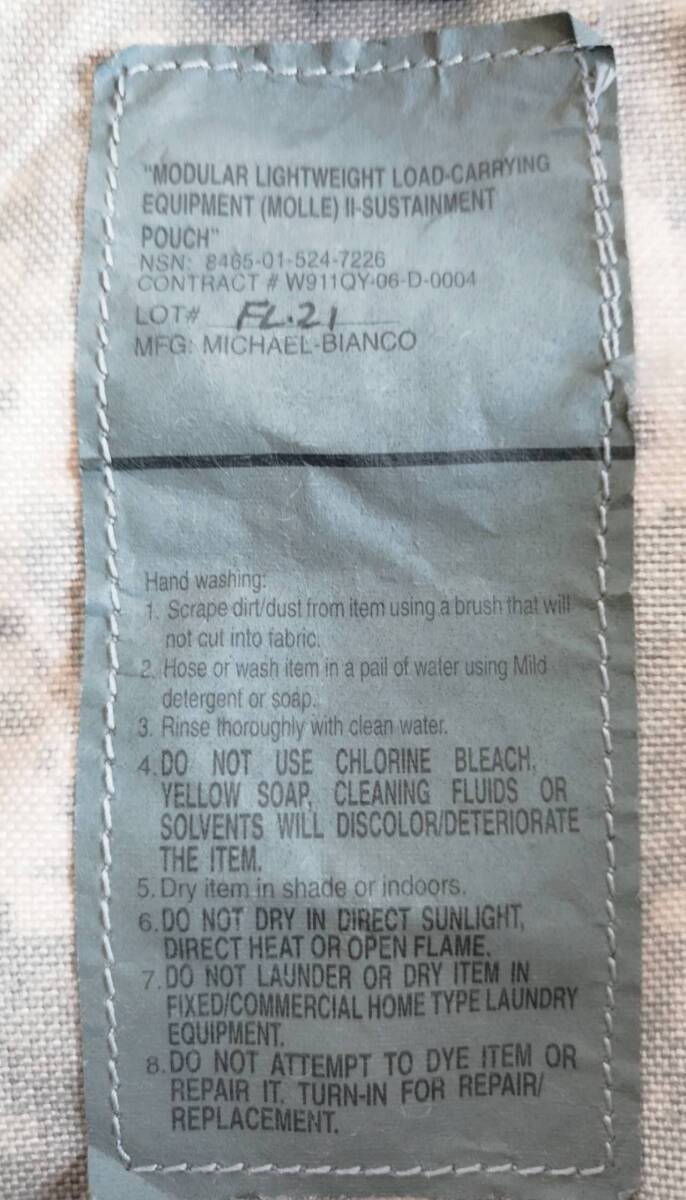 "MODULAR LIGHTWEIGHT LOAD-CARRYING
EQUIPMENT (MOLLE) II-SUSTAINMENT
POUCH"
NSN: 8465-01-524-7226
CONTRACT # W911QY-06-D-0004
LOT# FL.21
MFG: MICHAEL-BIANCO
Hand washing:
1. Scrape dirt/dust from item using a brush that will
not cut into fabric.
2. Hose or wash item in a pail of water using Mild
detergent or soap.
3. Rinse thoroughly with clean water.
4. DO NOT USE CHLORINE BLEACH,
YELLOW SOAP, CLEANING FLUIDS OR
SOLVENTS WILL DISCOLOR/DETERIORATE
THE ITEM.
5. Dry item in shade or indoors.
6. DO NOT DRY IN DIRECT SUNLIGHT,
DIRECT HEAT OR OPEN FLAME.
7. DO NOT LAUNDER OR DRY ITEM IN
FIXED/COMMERCIAL HOME TYPE LAUNDRY
EQUIPMENT.
8. DO NOT ATTEMPT TO DYE ITEM OR
REPAIR IT. TURN-IN FOR REPAIR/
REPLACEMENT.